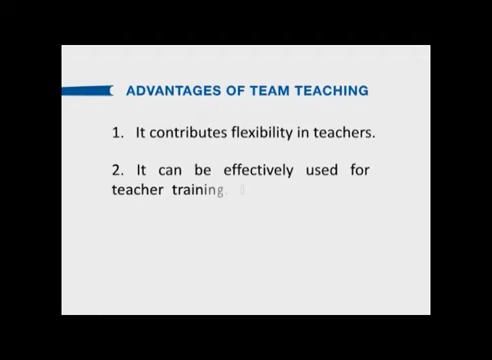 ADVANTAGES OF TEAM TEACHING
1. It contributes flexibility in teachers.
2. It can be effectively used for
teacher training.